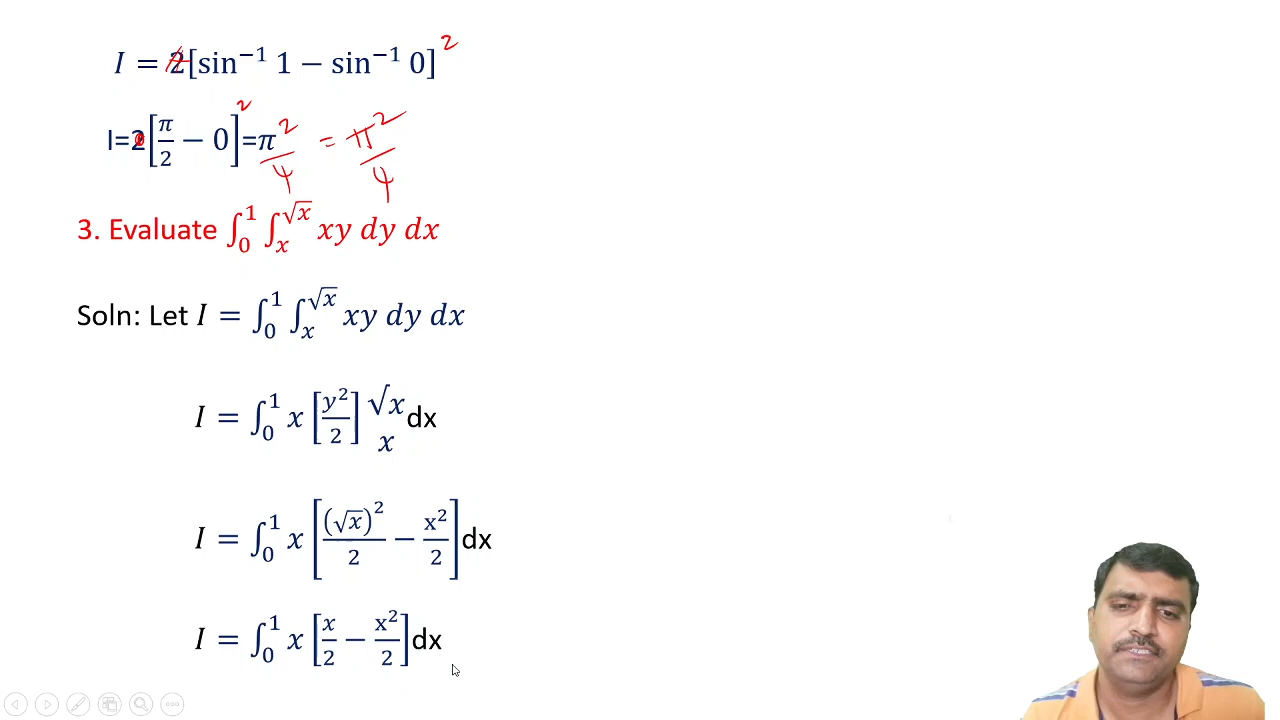 I = 2[sin⁻¹ 1 − sin⁻¹ 0]²
I=2[π/2 − 0]²=π²/4 = π²/4
3. Evaluate ∫₀¹ ∫ₓ^√x xy dy dx
Soln: Let I = ∫₀¹ ∫ₓ^√x xy dy dx
I = ∫₀¹ x [y²/2] √x x dx
I = ∫₀¹ x [(√x)²/2 − x²/2] dx
I = ∫₀¹ x [x/2 − x²/2] dx